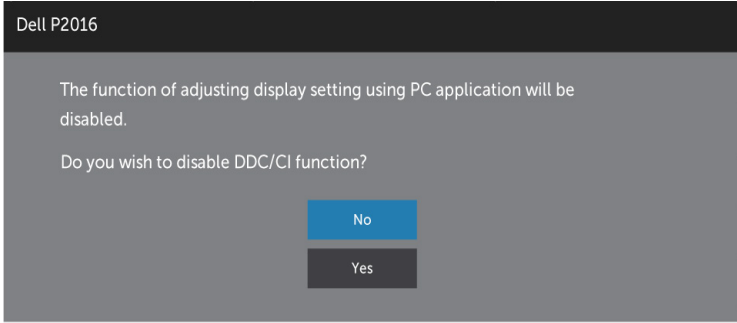 Dell P2016
The function of adjusting display setting using PC application will be
disabled.
Do you wish to disable DDC/CI function?
No
Yes